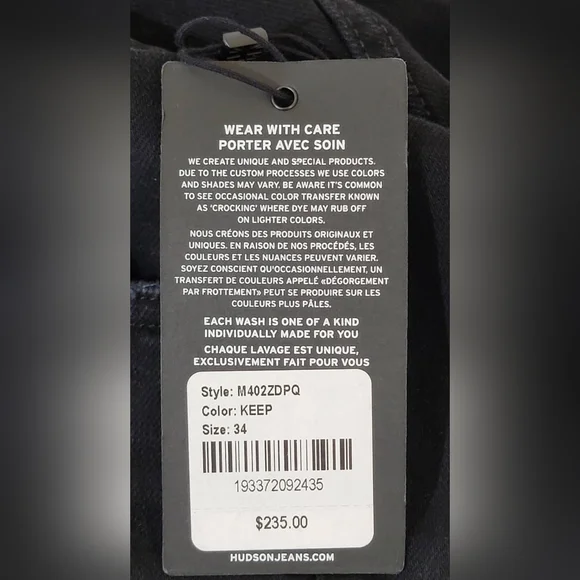 WEAR WITH CARE
PORTER AVEC SOIN
WE CREATE UNIQUE AND SPECIAL PRODUCTS.
DUE TO THE CUSTOM PROCESSES WE USE COLORS
AND SHADES MAY VARY. BE AWARE IT'S COMMON
TO SEE OCCASIONAL COLOR TRANSFER KNOWN
AS 'CROCKING' WHERE DYE MAY RUB OFF
ON LIGHTER COLORS.
NOUS CRÉONS DES PRODUITS ORIGINAUX ET
UNIQUES. EN RAISON DE NOS PROCÉDÉS, LES
COULEURS ET LES NUANCES PEUVENT VARIER.
SOYEZ CONSCIENT QU'OCCASIONNELLEMENT, UN
TRANSFERT DE COULEURS APPELÉ «DÉGORGEMENT
PAR FROTTEMENT» PEUT SE PRODUIRE SUR LES
COULEURS PLUS PÂLES.
EACH WASH IS ONE OF A KIND
INDIVIDUALLY MADE FOR YOU
CHAQUE LAVAGE EST UNIQUE,
EXCLUSIVEMENT FAIT POUR VOUS
Style: M402ZDPQ
Color: KEEP
Size: 34
193372092435
$235.00
HUDSONJEANS.COM